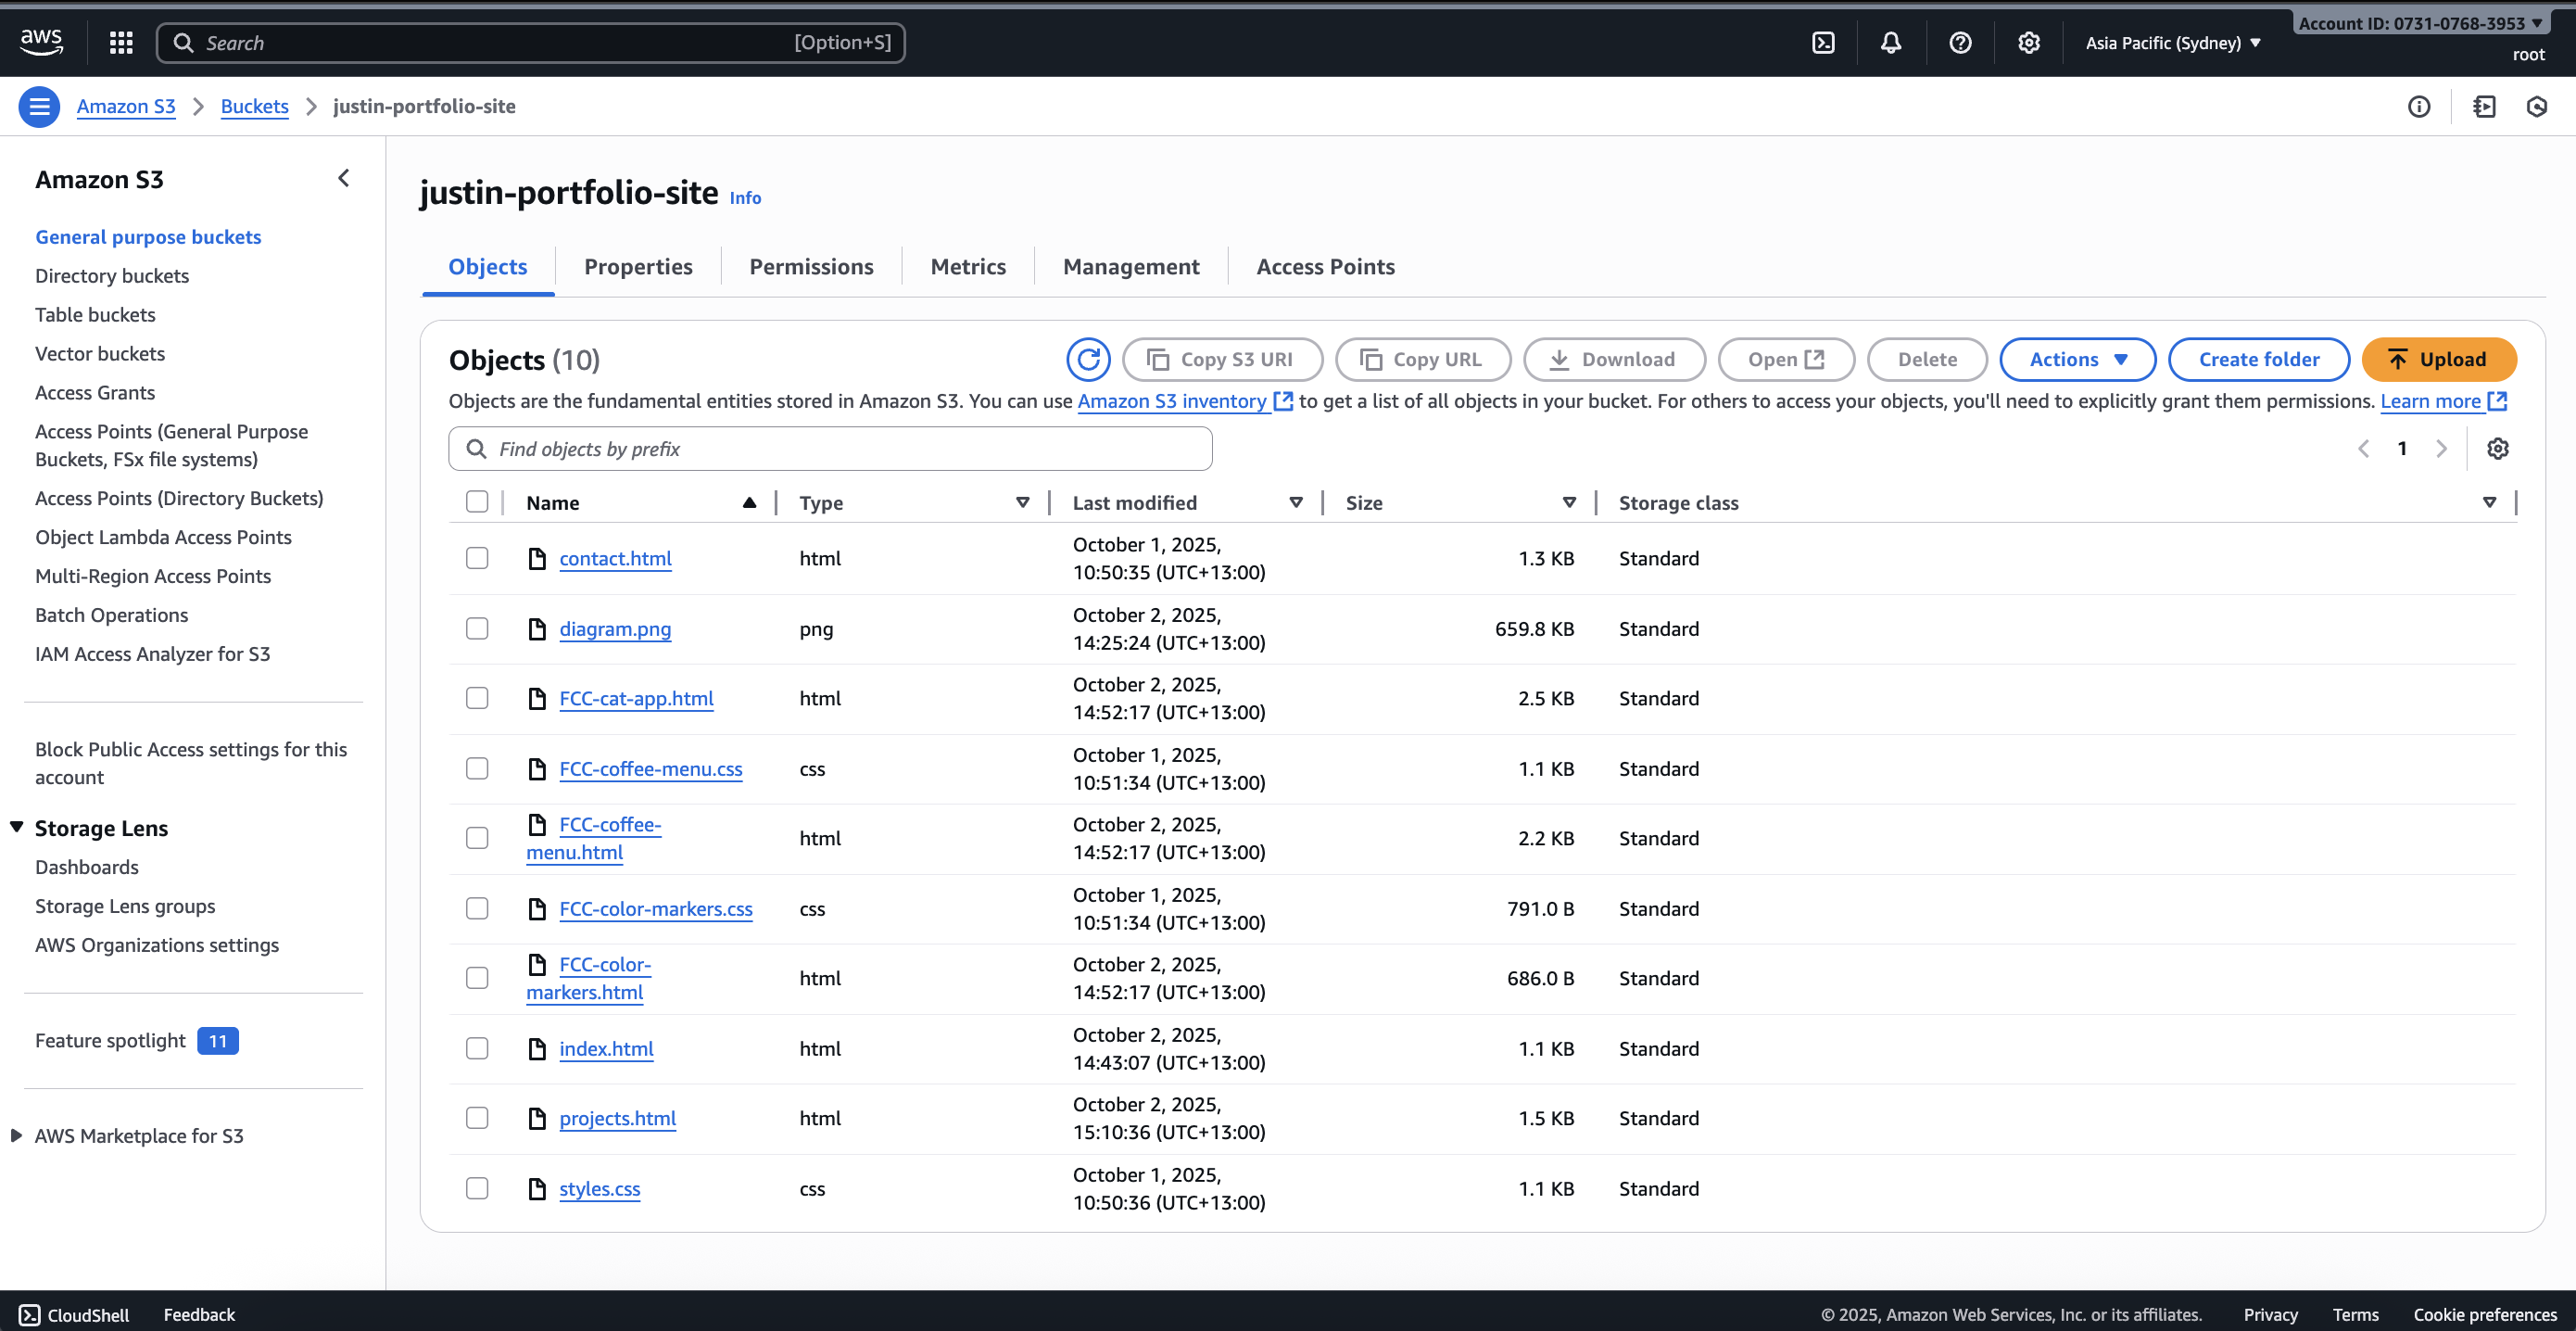 aws
Search [Option+S]
Asia Pacific (Sydney)
Account ID: 0731-0768-3953
root
Amazon S3 Buckets justin-portfolio-site
Amazon S3
General purpose buckets
Directory buckets
Table buckets
Vector buckets
Access Grants
Access Points (General Purpose
Buckets, FSx file systems)
Access Points (Directory Buckets)
Object Lambda Access Points
Multi-Region Access Points
Batch Operations
IAM Access Analyzer for S3
Block Public Access settings for this
account
Storage Lens
Dashboards
Storage Lens groups
AWS Organizations settings
Feature spotlight 11
AWS Marketplace for S3
justin-portfolio-site Info
Objects Properties Permissions Metrics Management Access Points
Objects (10)
Copy S3 URI Copy URL Download Open Delete Actions Create folder Upload
Objects are the fundamental entities stored in Amazon S3. You can use Amazon S3 inventory to get a list of all objects in your bucket. For others to access your objects, you'll need to explicitly grant them permissions. Learn more
Find objects by prefix
1
Name Type Last modified Size Storage class
contact.html html October 1, 2025, 1.3 KB Standard
10:50:35 (UTC+13:00)
diagram.png png October 2, 2025, 659.8 KB Standard
14:25:24 (UTC+13:00)
FCC-cat-app.html html October 2, 2025, 2.5 KB Standard
14:52:17 (UTC+13:00)
FCC-coffee-menu.css css October 1, 2025, 1.1 KB Standard
10:51:34 (UTC+13:00)
FCC-coffee- html October 2, 2025, 2.2 KB Standard
menu.html 14:52:17 (UTC+13:00)
FCC-color-markers.css css October 1, 2025, 791.0 B Standard
10:51:34 (UTC+13:00)
FCC-color- html October 2, 2025, 686.0 B Standard
markers.html 14:52:17 (UTC+13:00)
index.html html October 2, 2025, 1.1 KB Standard
14:43:07 (UTC+13:00)
projects.html html October 2, 2025, 1.5 KB Standard
15:10:36 (UTC+13:00)
styles.css css October 1, 2025, 1.1 KB Standard
10:50:36 (UTC+13:00)
CloudShell Feedback © 2025, Amazon Web Services, Inc. or its affiliates. Privacy Terms Cookie preferences